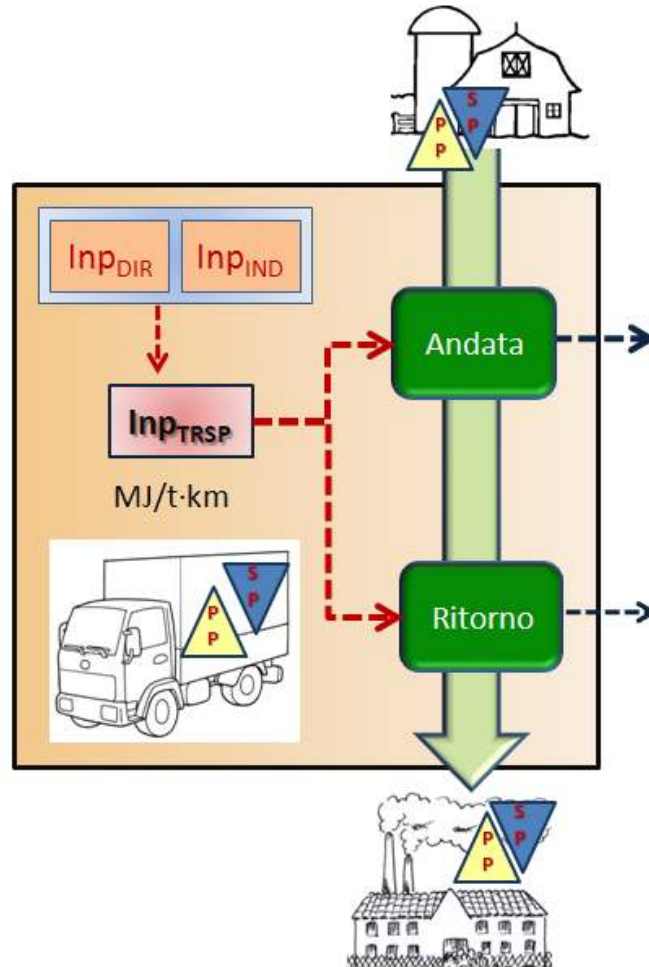 S
P
P
P
Inp_DIR
Inp_IND
Andata
Inp_TRSP
MJ/t·km
S
P
P
P
Ritorno
S
P
P
P